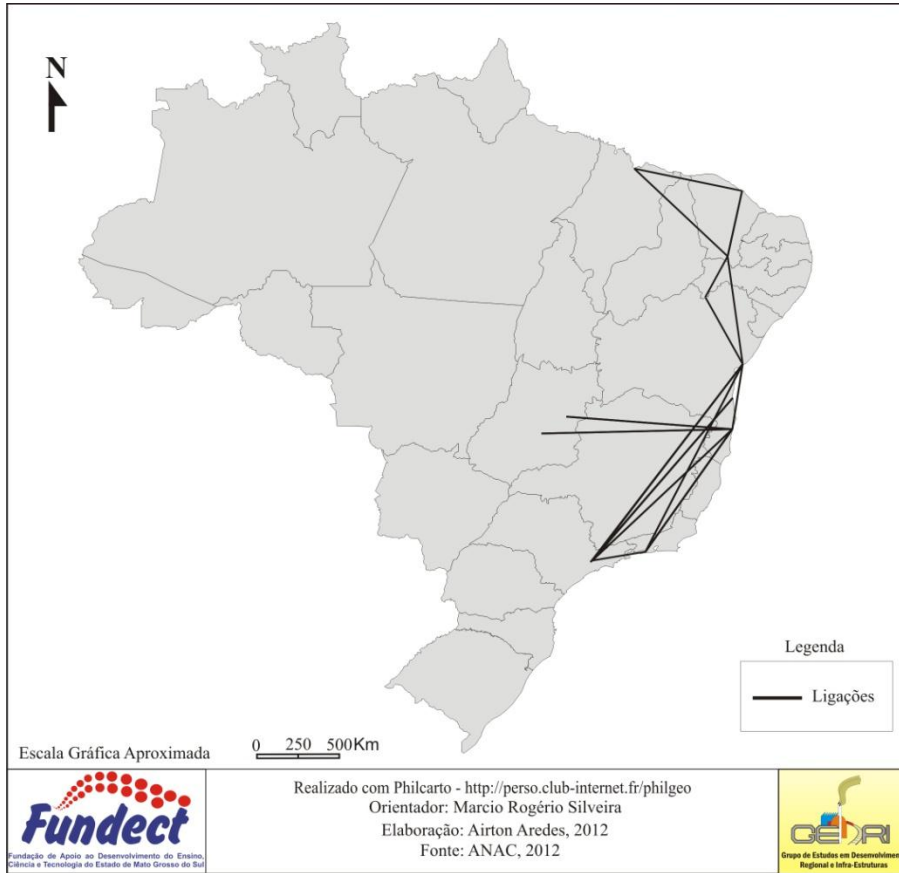 N
Legenda
Ligações
Escala Gráfica Aproximada
0 250 500Km
Fundect
Fundação de Apoio ao Desenvolvimento do Ensino,
Ciência e Tecnologia do Estado de Mato Grosso do Sul
Realizado com Philcarto - http://perso.club-internet.fr/philgeo
Orientador: Marcio Rogério Silveira
Elaboração: Airton Aredes, 2012
Fonte: ANAC, 2012
GEDRI
Grupo de Estudos em Desenvolvimen
Regional e Infra-Estruturas